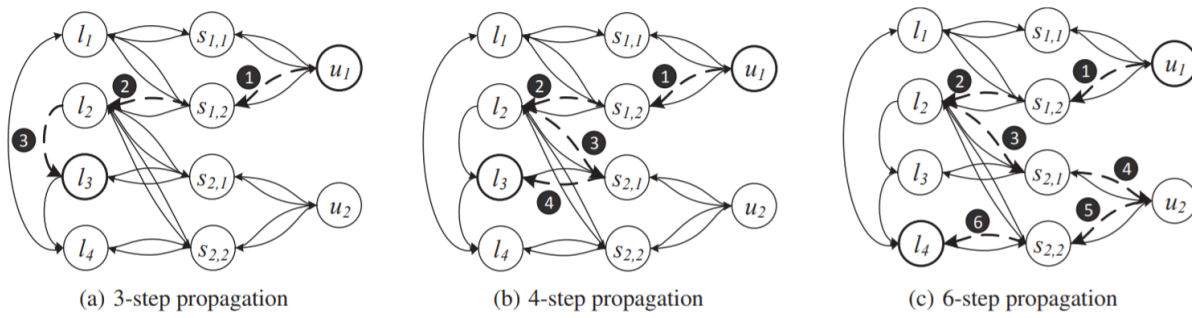 l1 s1,1 u1
l2 s1,2
l3 s2,1 u2
l4 s2,2
1 2 3
(a) 3-step propagation
l1 s1,1 u1
l2 s1,2
l3 s2,1 u2
l4 s2,2
1 2 3 4
(b) 4-step propagation
l1 s1,1 u1
l2 s1,2
l3 s2,1 u2
l4 s2,2
1 2 3 4 5 6
(c) 6-step propagation